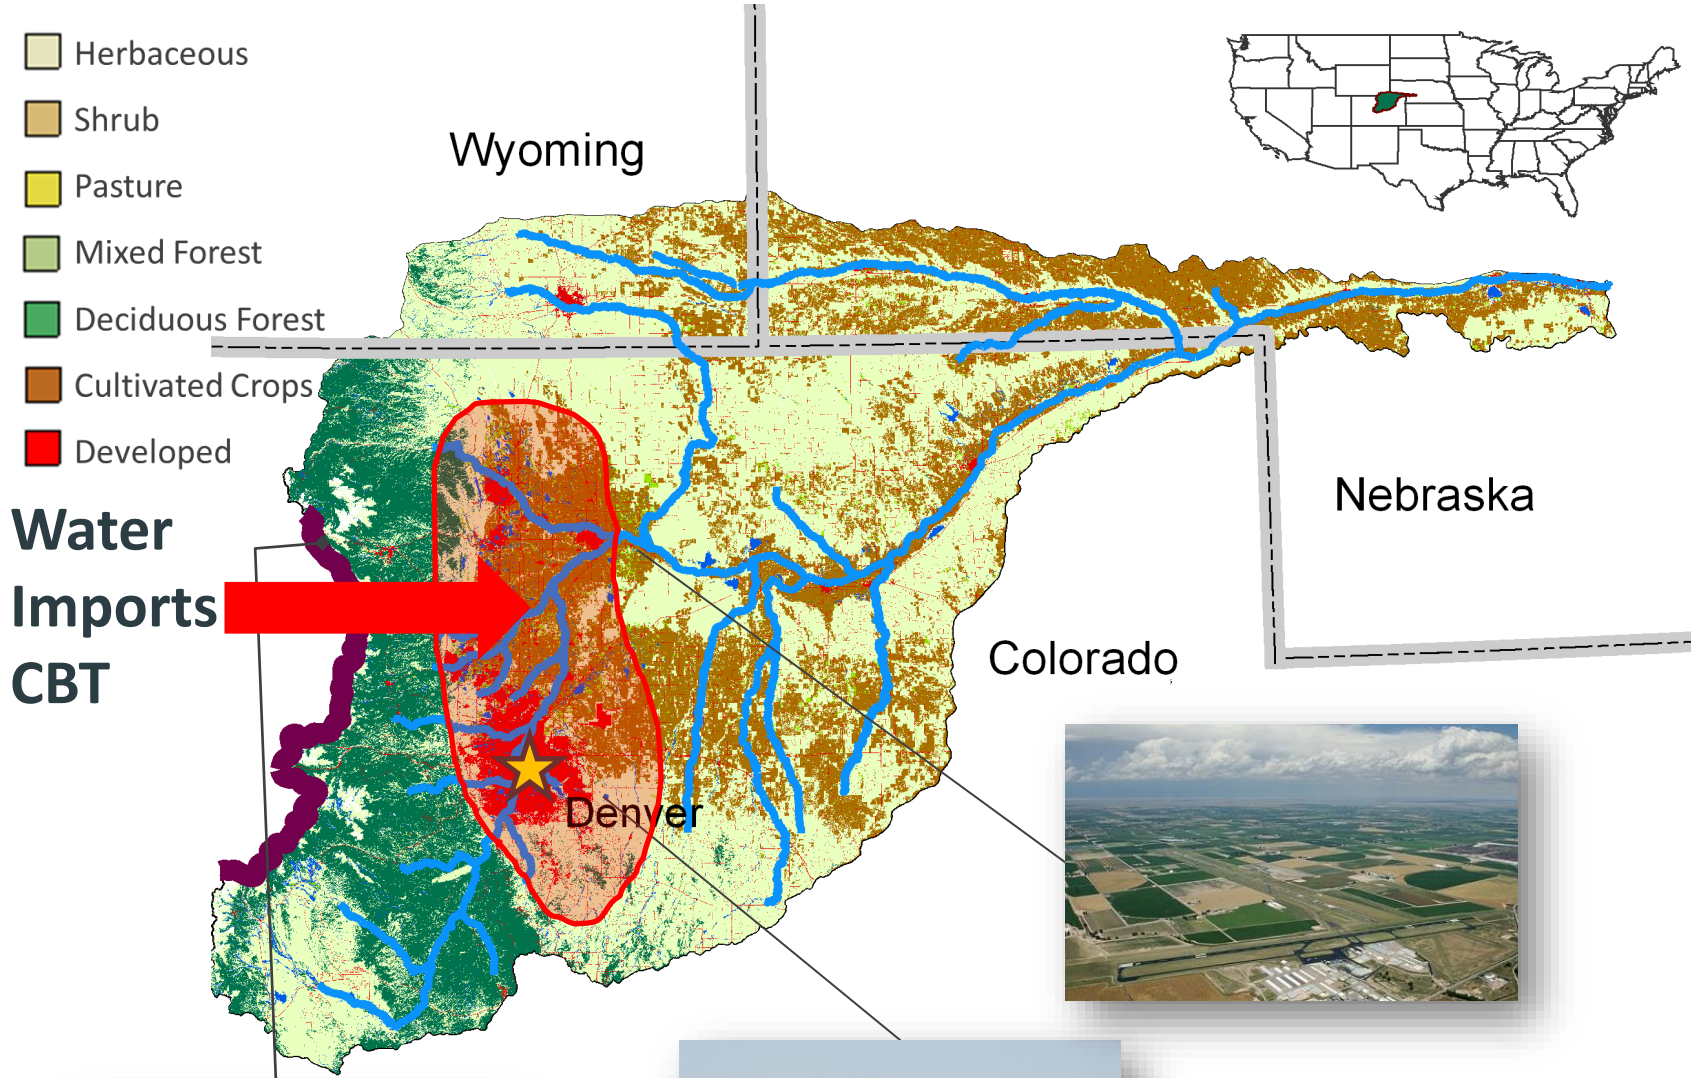 Herbaceous
Shrub
Pasture
Mixed Forest
Deciduous Forest
Cultivated Crops
Developed
Water
Imports
CBT
Wyoming
Nebraska
Colorado
Denver